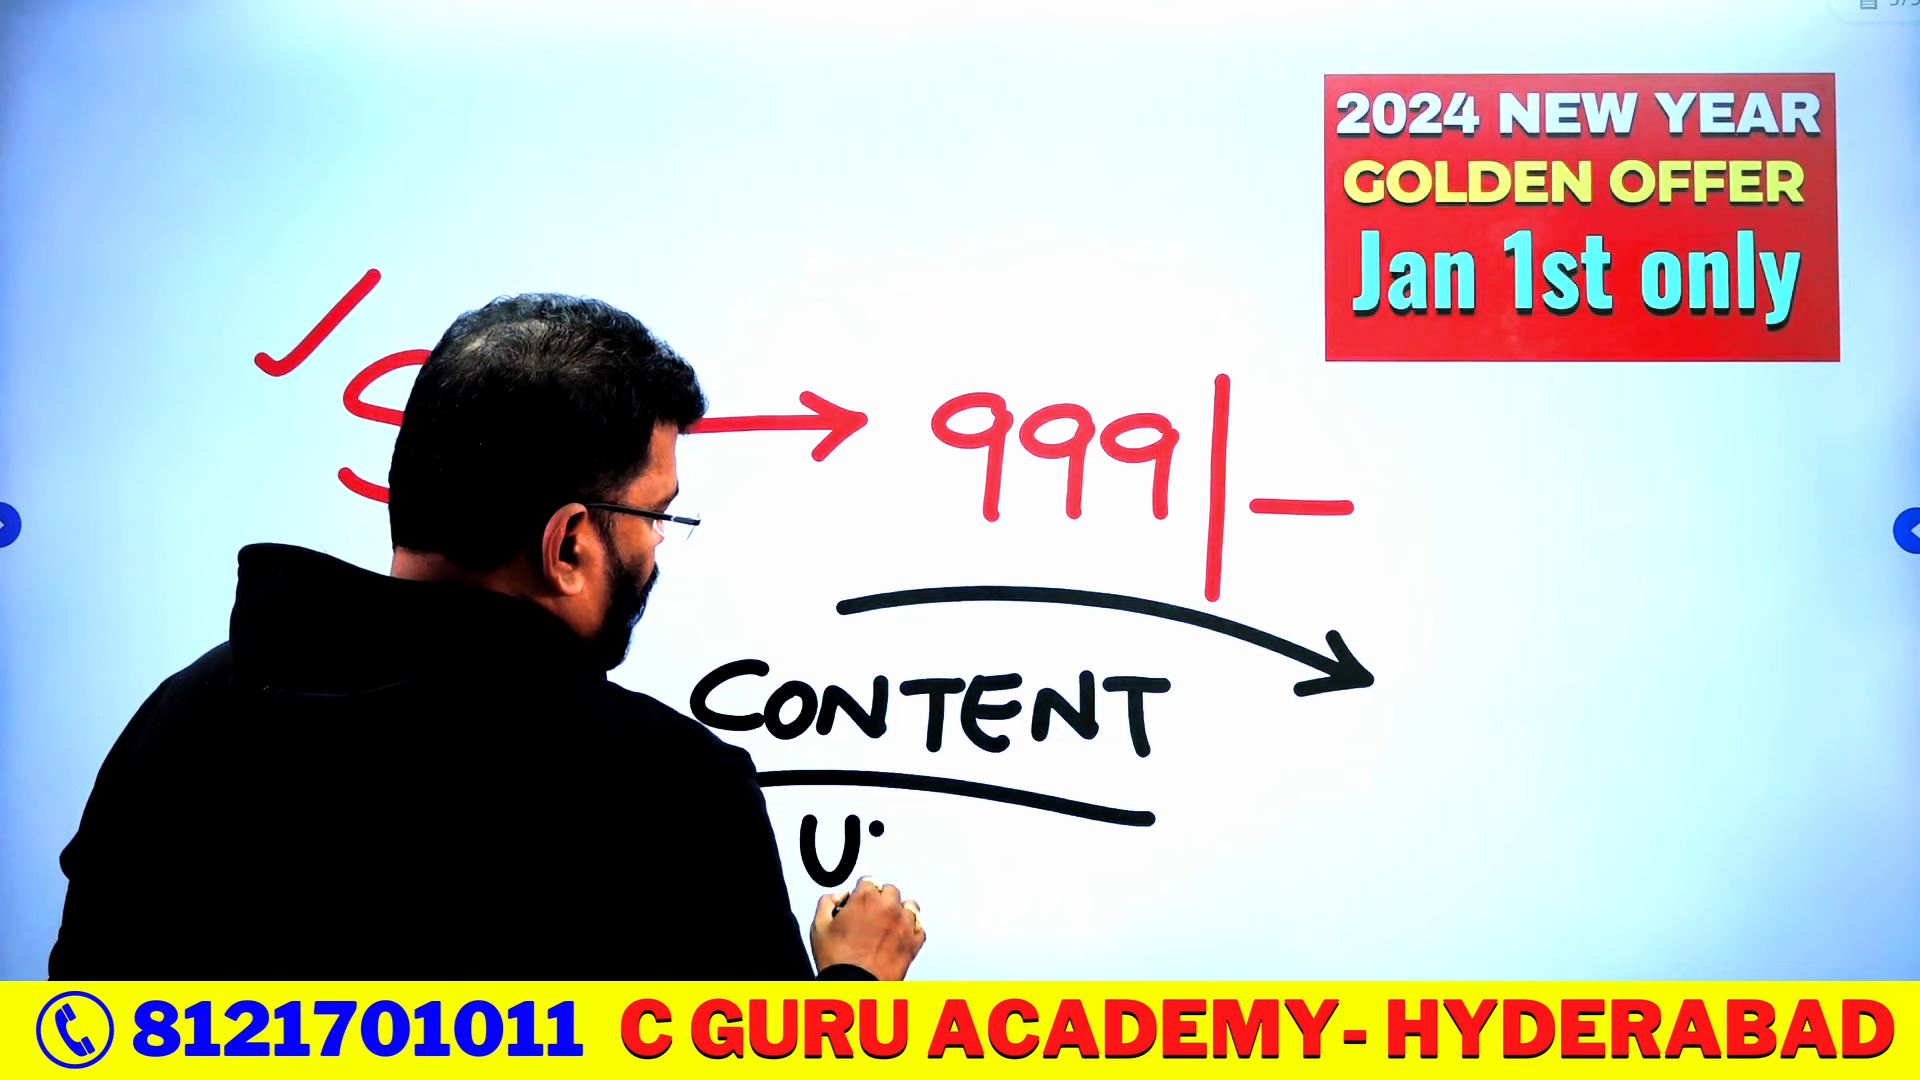 2024 NEW YEAR
GOLDEN OFFER
Jan 1st only
999/-
CONTENT
8121701011 C GURU ACADEMY- HYDERABAD